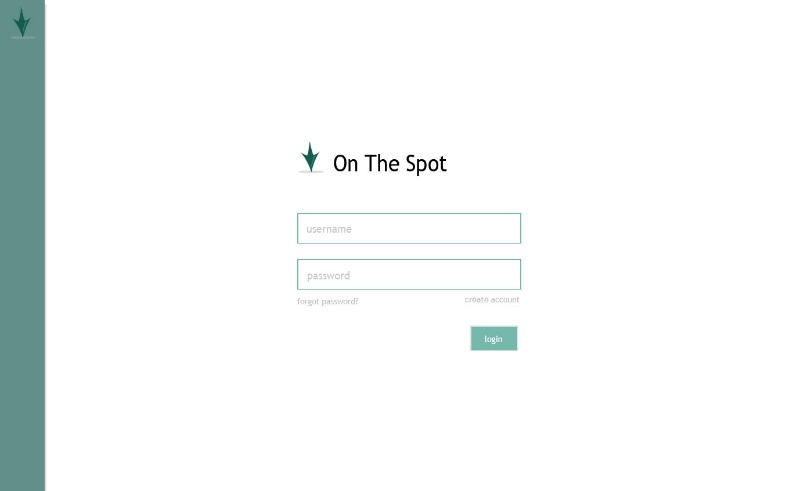 On The Spot
username
password
forgot password?
create account
login